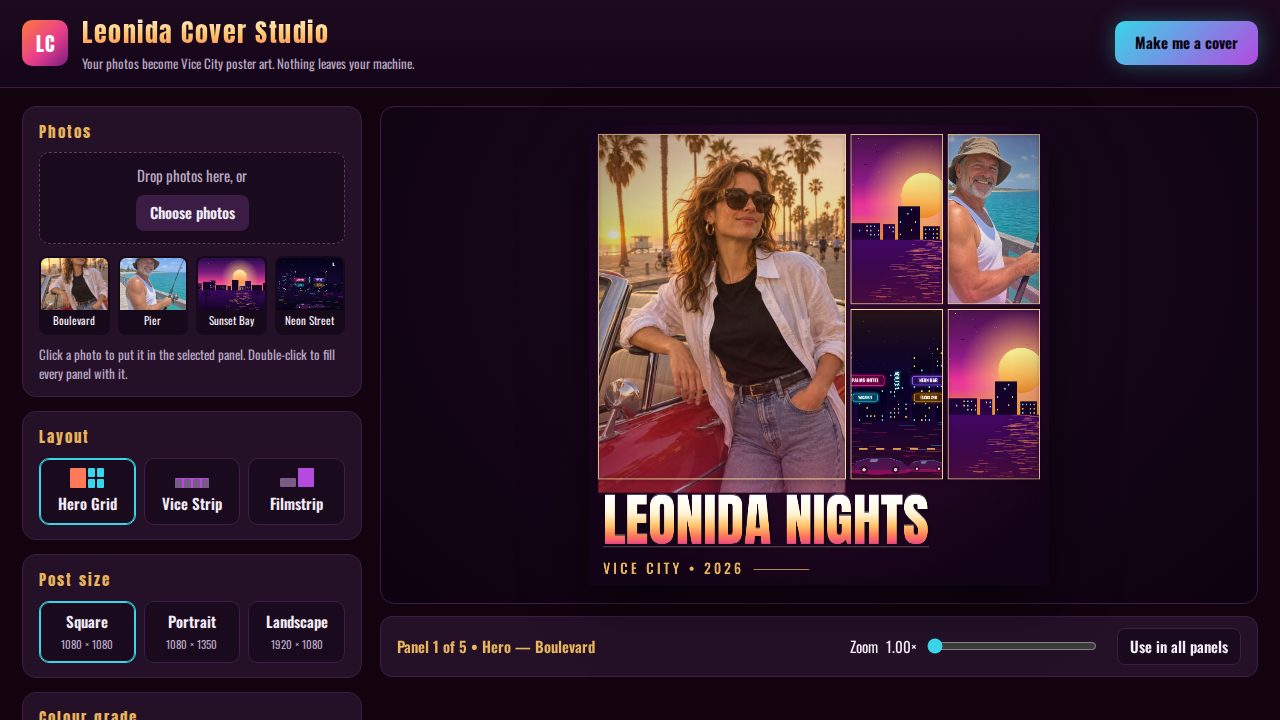 LC
Leonida Cover Studio
Your photos become Vice City poster art. Nothing leaves your machine.
Make me a cover
Photos
Drop photos here, or
Choose photos
Boulevard
Pier
Sunset Bay
Neon Street
Click a photo to put it in the selected panel. Double-click to fill
every panel with it.
Layout
Hero Grid
Vice Strip
Filmstrip
Post size
Square
1080 × 1080
Portrait
1080 × 1350
Landscape
1920 × 1080
Colour grade
PALMS HOTEL
NEON BAR
LEONIDA NIGHTS
VICE CITY • 2026
Panel 1 of 5 • Hero — Boulevard
Zoom 1.00×
Use in all panels